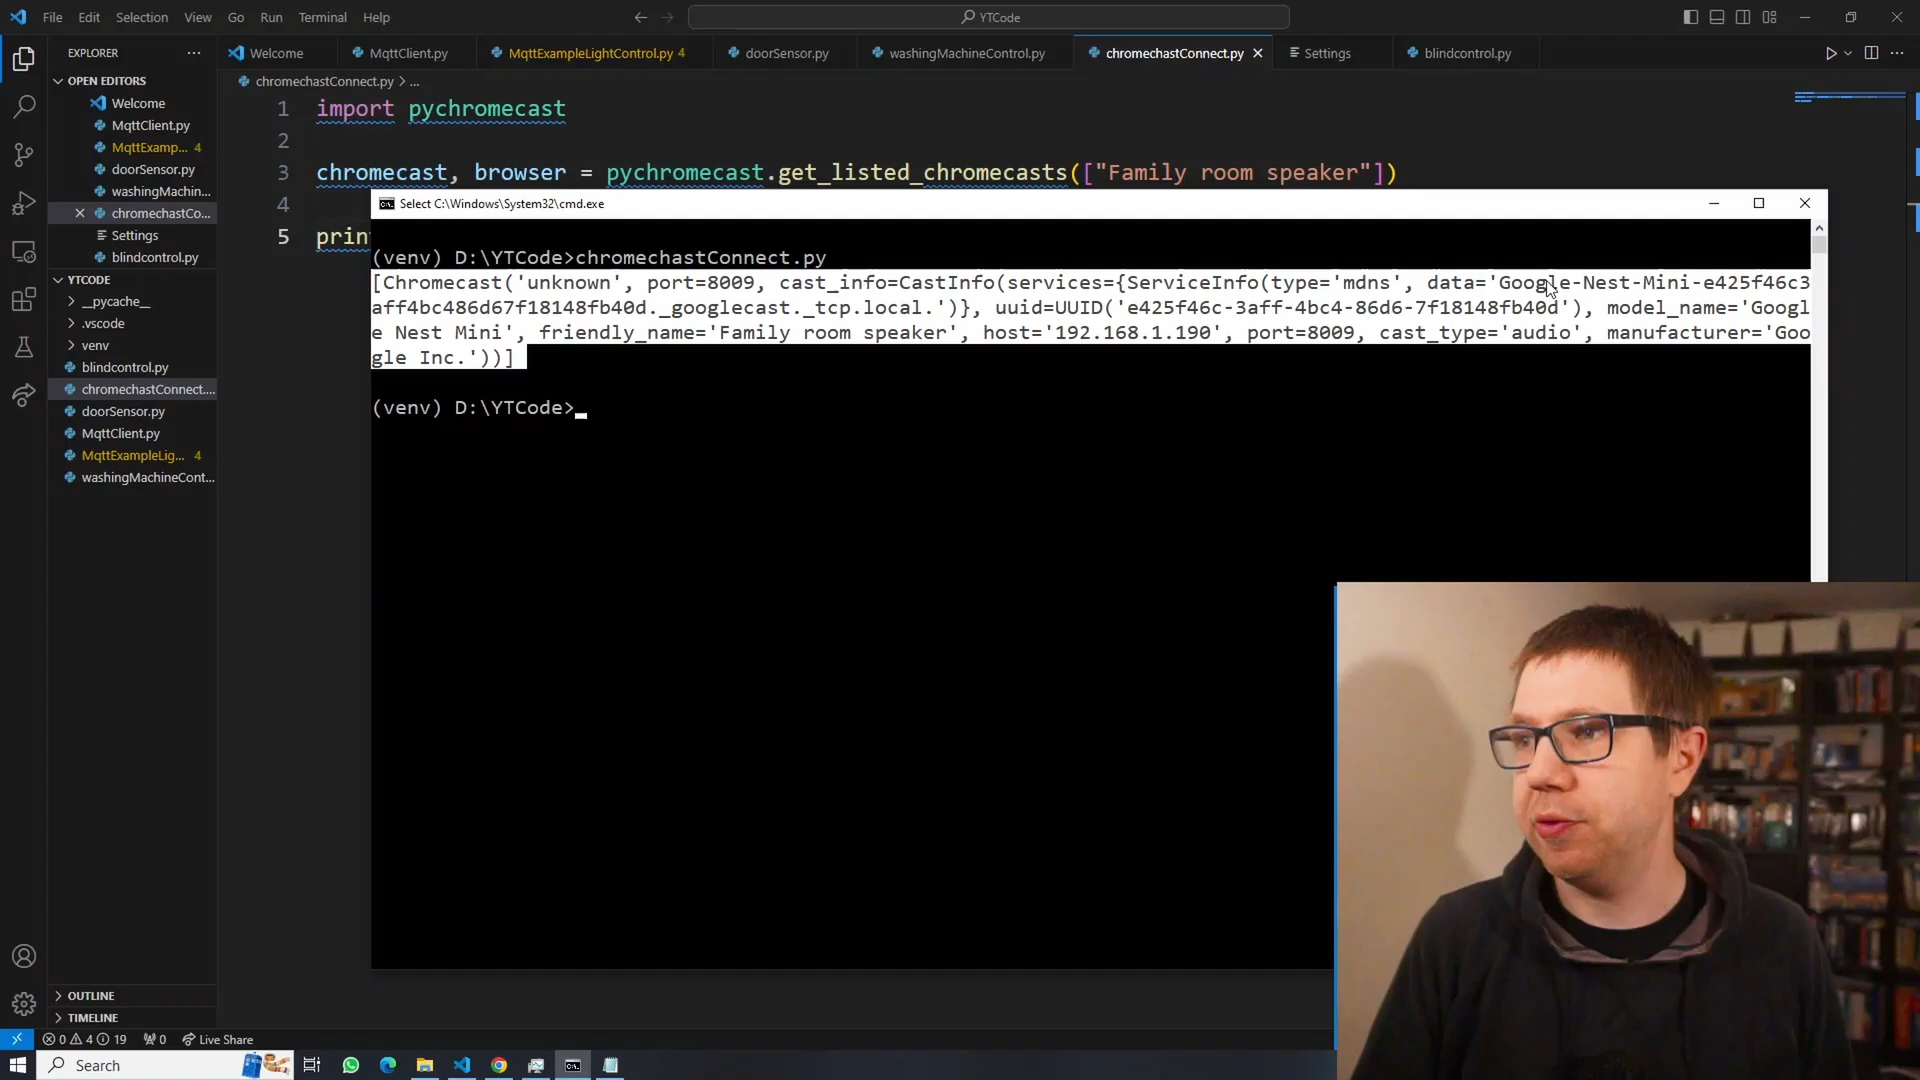 File Edit Selection View Go Run Terminal Help
YTCode
EXPLORER
Welcome
MqttClient.py
MqttExampleLightControl.py 4
doorSensor.py
washingMachineControl.py
chromechastConnect.py
Settings
blindcontrol.py
OPEN EDITORS
Welcome
MqttClient.py
MqttExamp... 4
doorSensor.py
washingMachin...
chromechastCo...
Settings
blindcontrol.py
YTCODE
__pycache__
.vscode
venv
blindcontrol.py
chromechastConnect....
doorSensor.py
MqttClient.py
MqttExampleLig... 4
washingMachineCont...
OUTLINE
TIMELINE
chromechastConnect.py > ...
1 import pychromecast
2
3 chromecast, browser = pychromecast.get_listed_chromecasts(["Family room speaker"])
4
5 prin
Select C:\Windows\System32\cmd.exe
(venv) D:\YTCode>chromechastConnect.py
[Chromecast('unknown', port=8009, cast_info=CastInfo(services={ServiceInfo(type='mdns', data='Google-Nest-Mini-e425f46c3
aff4bc486d67f18148fb40d._googlecast._tcp.local.')}, uuid=UUID('e425f46c-3aff-4bc4-86d6-7f18148fb40d'), model_name='Googl
e Nest Mini', friendly_name='Family room speaker', host='192.168.1.190', port=8009, cast_type='audio', manufacturer='Goo
gle Inc.'))]
(venv) D:\YTCode>
0 4 19 0 Live Share
Search